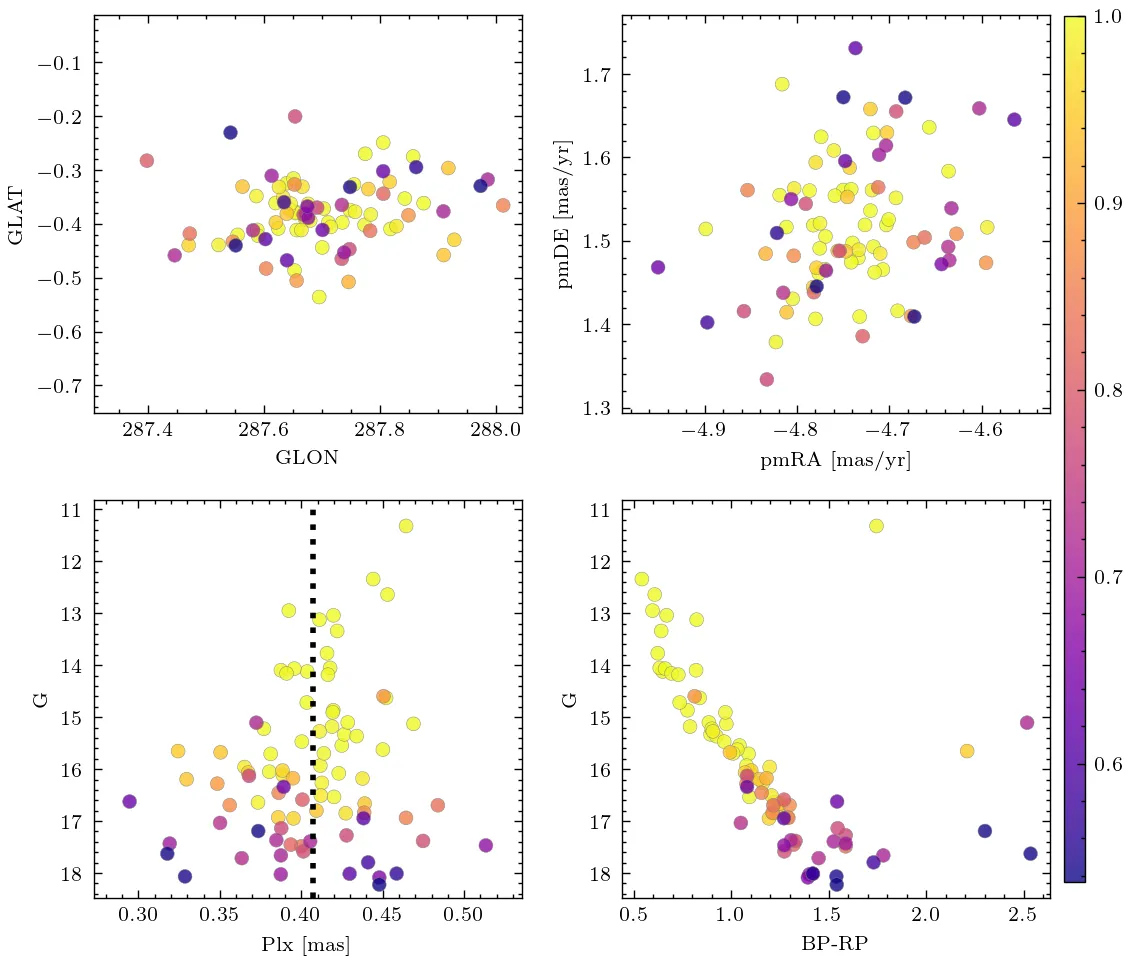 GLAT
−0.1
−0.2
−0.3
−0.4
−0.5
−0.6
−0.7
287.4 287.6 287.8 288.0
GLON
pmDE [mas/yr]
1.7
1.6
1.5
1.4
1.3
−4.9 −4.8 −4.7 −4.6
pmRA [mas/yr]
1.0
0.9
0.8
0.7
0.6
G
11
12
13
14
15
16
17
18
0.30 0.35 0.40 0.45 0.50
Plx [mas]
G
11
12
13
14
15
16
17
18
0.5 1.0 1.5 2.0 2.5
BP-RP